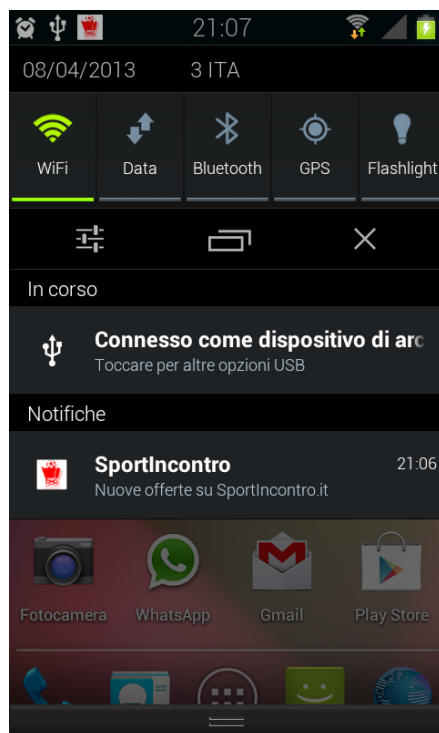 21:07
08/04/2013 3 ITA
WiFi Data Bluetooth GPS Flashlight
In corso
Connesso come dispositivo di arc
Toccare per altre opzioni USB
Notifiche
SportIncontro 21:06
Nuove offerte su SportIncontro.it
Fotocamera WhatsApp Gmail Play Store